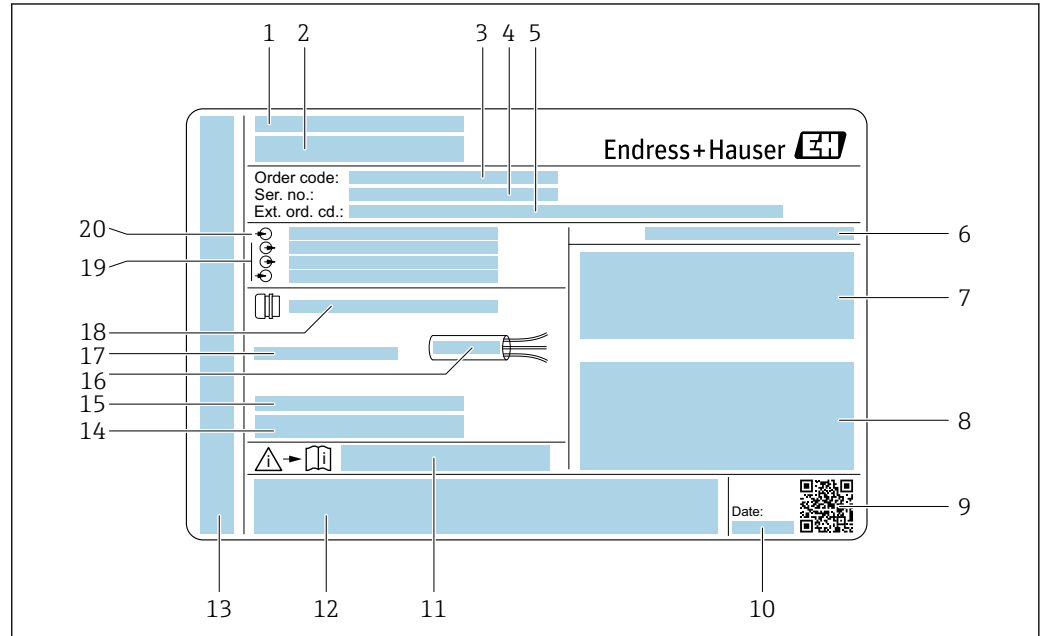 1 2 3 4 5
Endress+Hauser EH
Order code:
Ser. no.:
Ext. ord. cd.:
20
19
6
7
18
17
16
15
14
8
i i
Date:
9
13 12 11 10